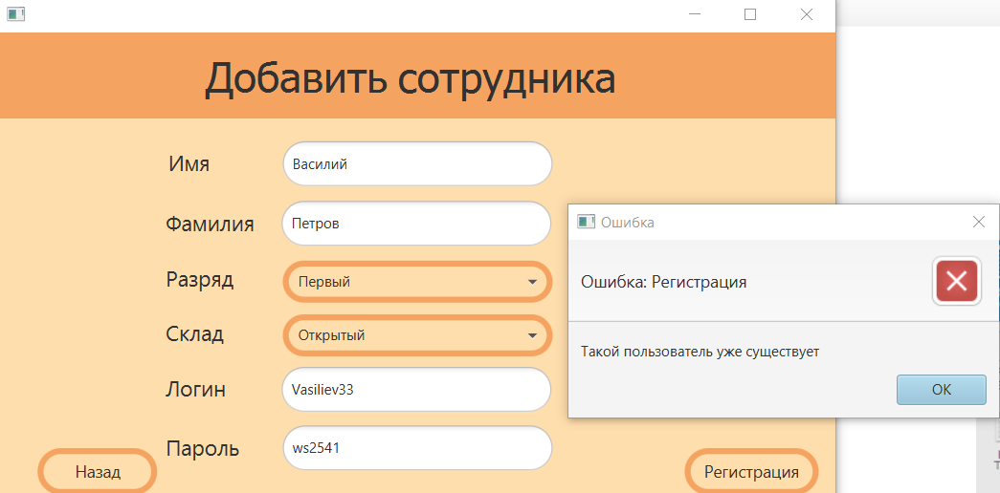 Добавить сотрудника
Имя
Василий
Фамилия
Петров
Разряд
Первый
Склад
Открытый
Логин
Vasiliev33
Пароль
ws2541
Назад
Регистрация
Ошибка
Ошибка: Регистрация
Такой пользователь уже существует
OK